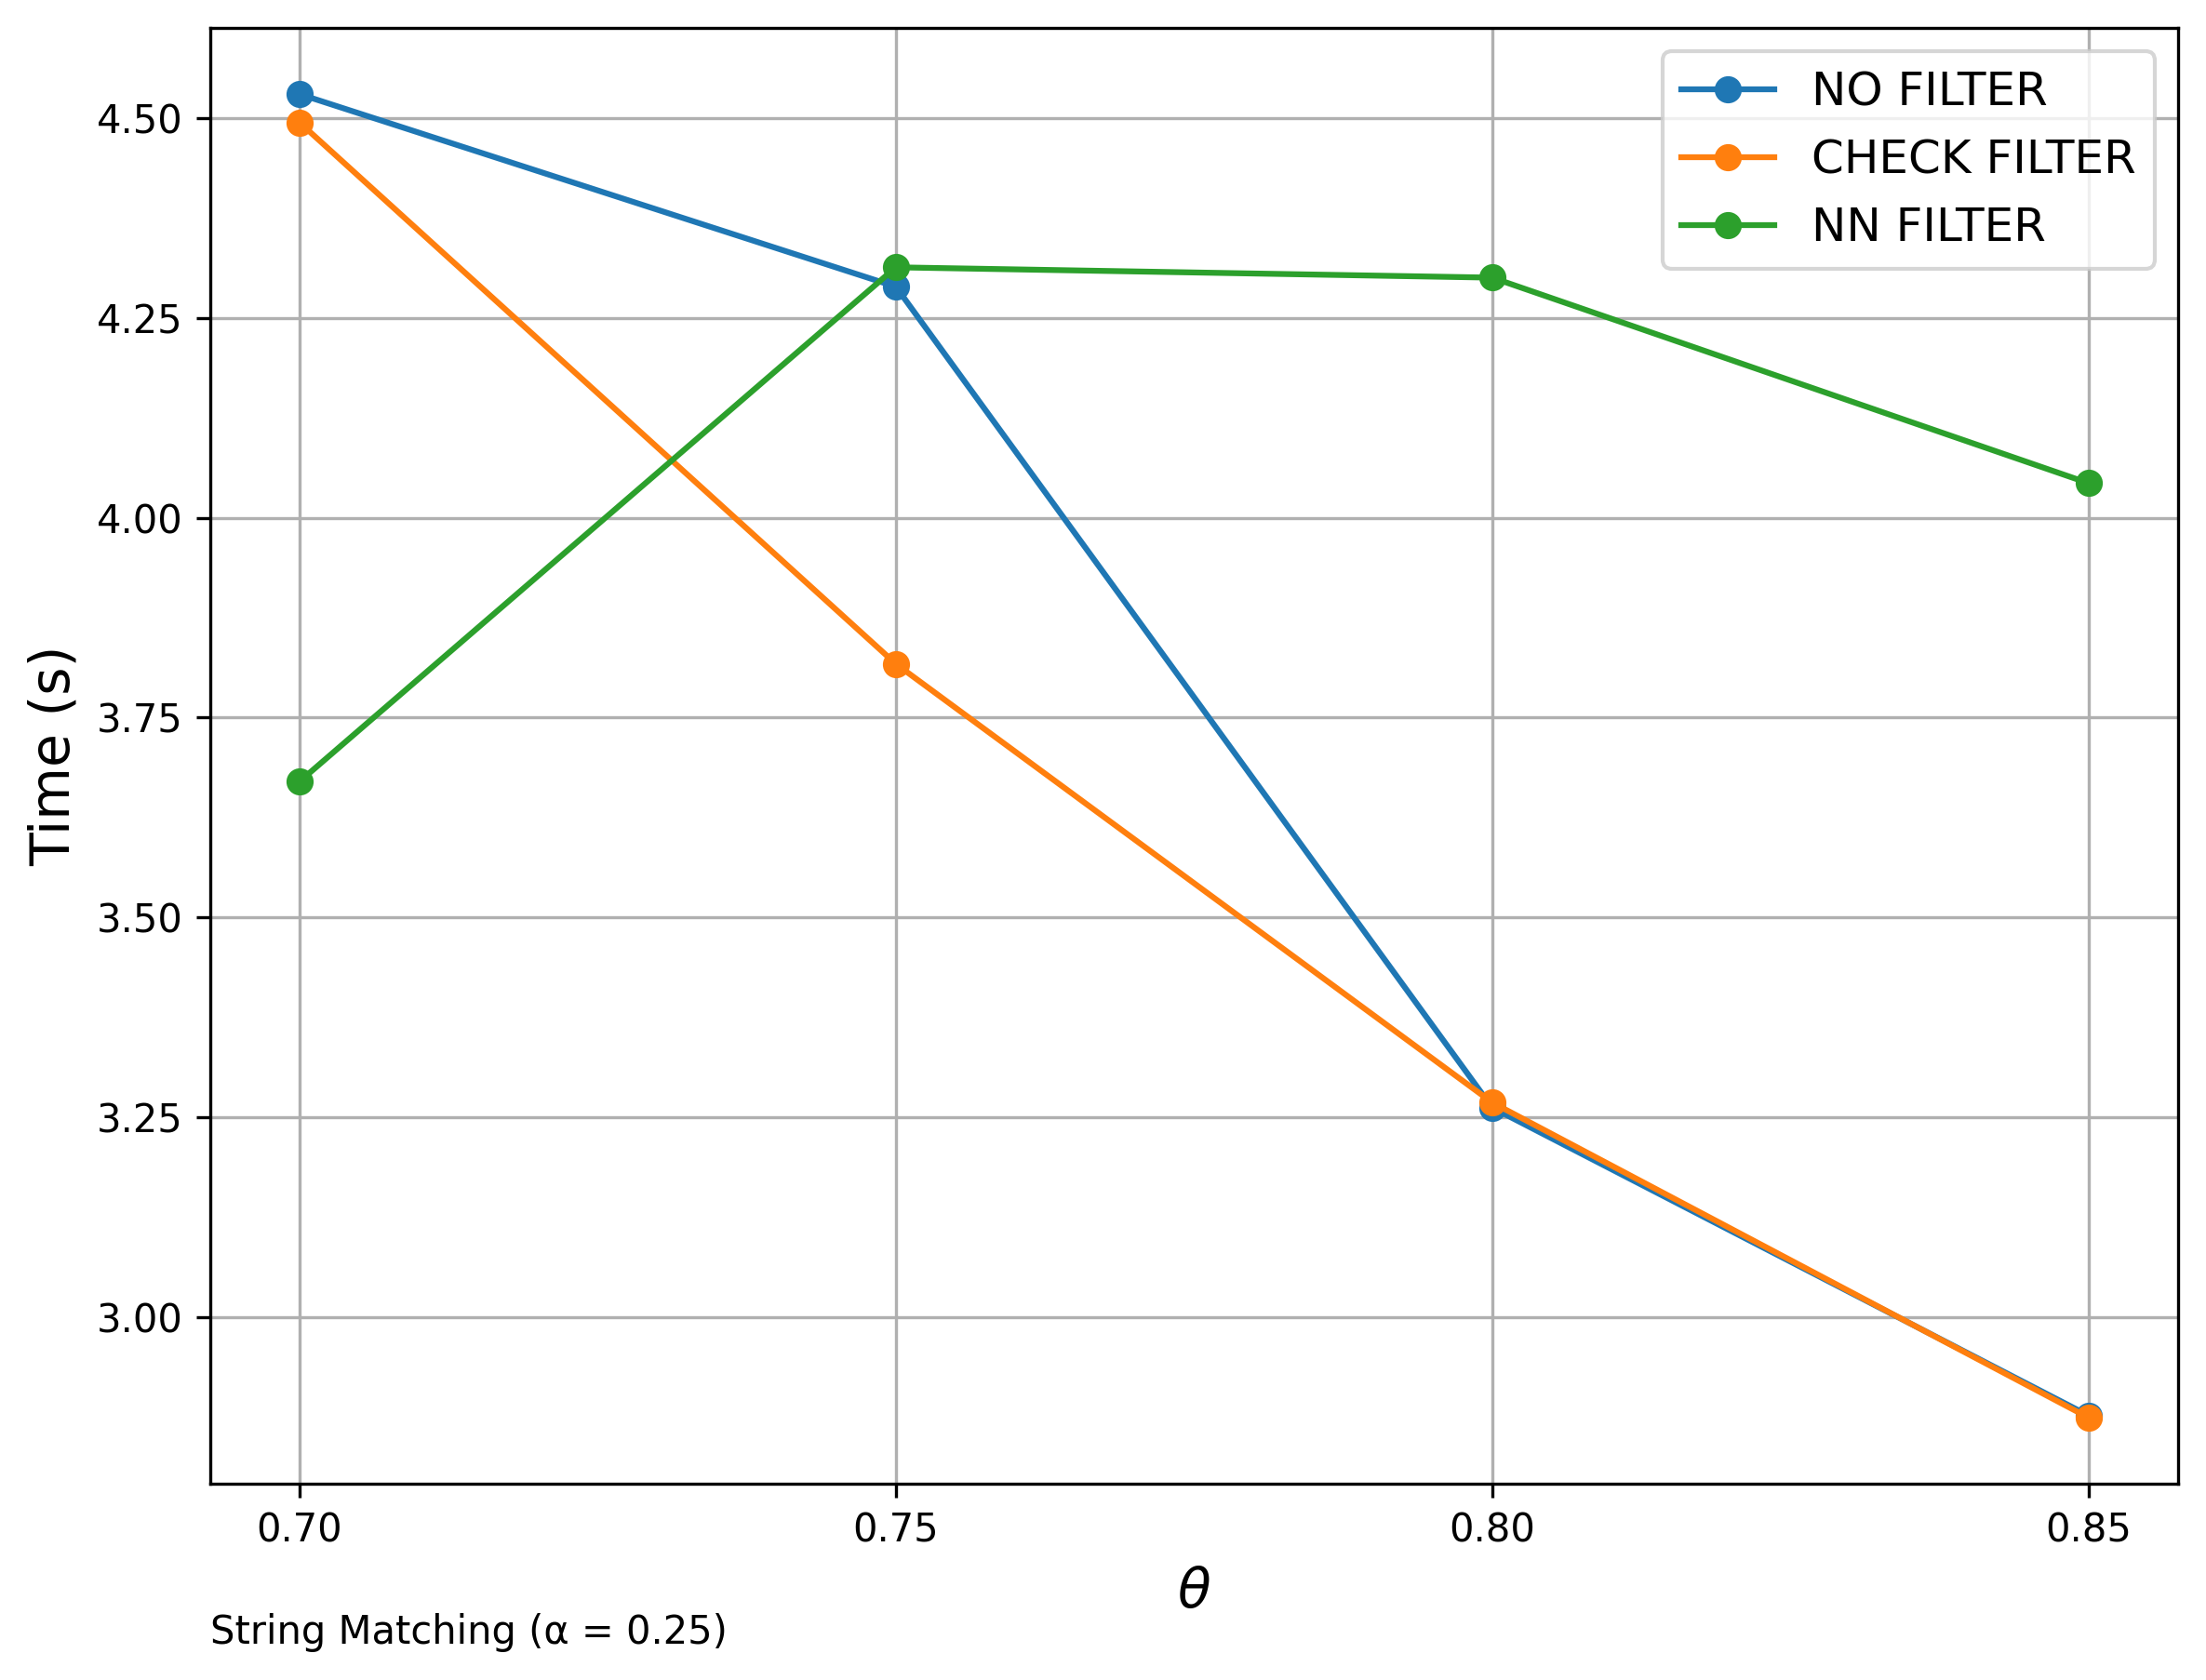 NO FILTER
CHECK FILTER
NN FILTER
4.50
4.25
4.00
3.75
3.50
3.25
3.00
Time (s)
0.70 0.75 0.80 0.85
θ
String Matching (α = 0.25)